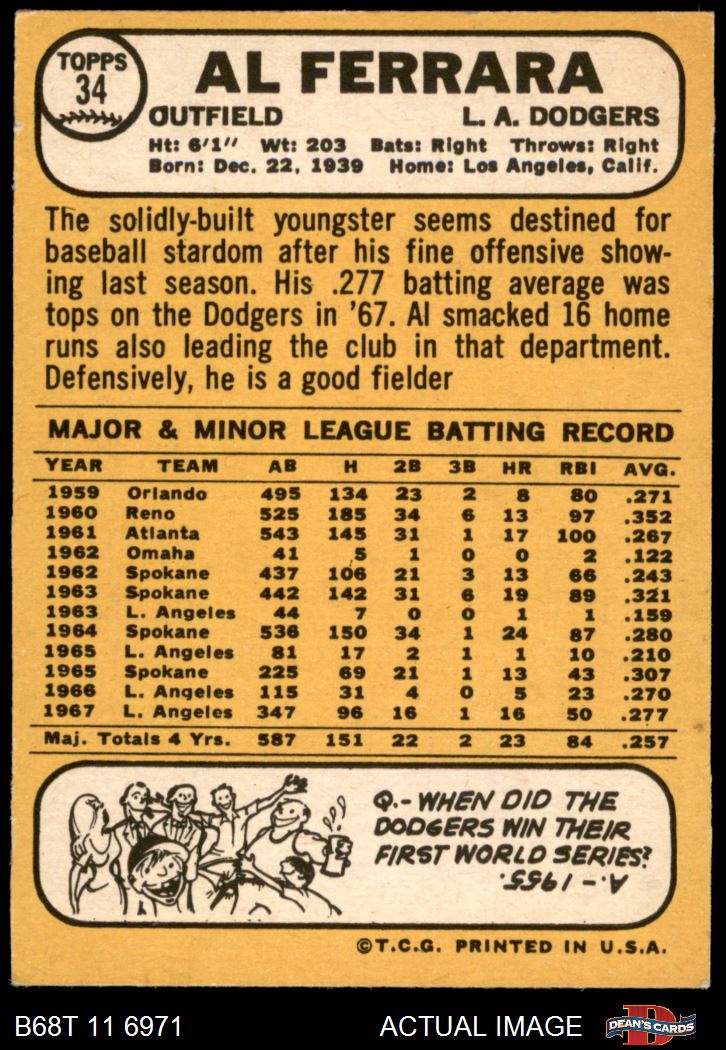 TOPPS
34
AL FERRARA
OUTFIELD L. A. DODGERS
Ht: 6'1" Wt: 203 Bats: Right Throws: Right
Born: Dec. 22, 1939 Home: Los Angeles, Calif.
The solidly-built youngster seems destined for
baseball stardom after his fine offensive show-
ing last season. His .277 batting average was
tops on the Dodgers in '67. Al smacked 16 home
runs also leading the club in that department.
Defensively, he is a good fielder
MAJOR & MINOR LEAGUE BATTING RECORD
YEAR TEAM AB H 2B 3B HR RBI AVG.
1959 Orlando 495 134 23 2 8 80 .271
1960 Reno 525 185 34 6 13 97 .352
1961 Atlanta 543 145 31 1 17 100 .267
1962 Omaha 41 5 1 0 0 2 .122
1962 Spokane 437 106 21 3 13 66 .243
1963 Spokane 442 142 31 6 19 89 .321
1963 L. Angeles 44 7 0 0 1 1 .159
1964 Spokane 536 150 34 1 24 87 .280
1965 L. Angeles 81 17 2 1 1 10 .210
1965 Spokane 225 69 21 1 13 43 .307
1966 L. Angeles 115 31 4 0 5 23 .270
1967 L. Angeles 347 96 16 1 16 50 .277
Maj. Totals 4 Yrs. 587 151 22 2 23 84 .257
Q.- WHEN DID THE
DODGERS WIN THEIR
FIRST WORLD SERIES?
A.- 1955.
©T.C.G. PRINTED IN U.S.A.
B68T 11 6971 ACTUAL IMAGE DEAN'S CARDS